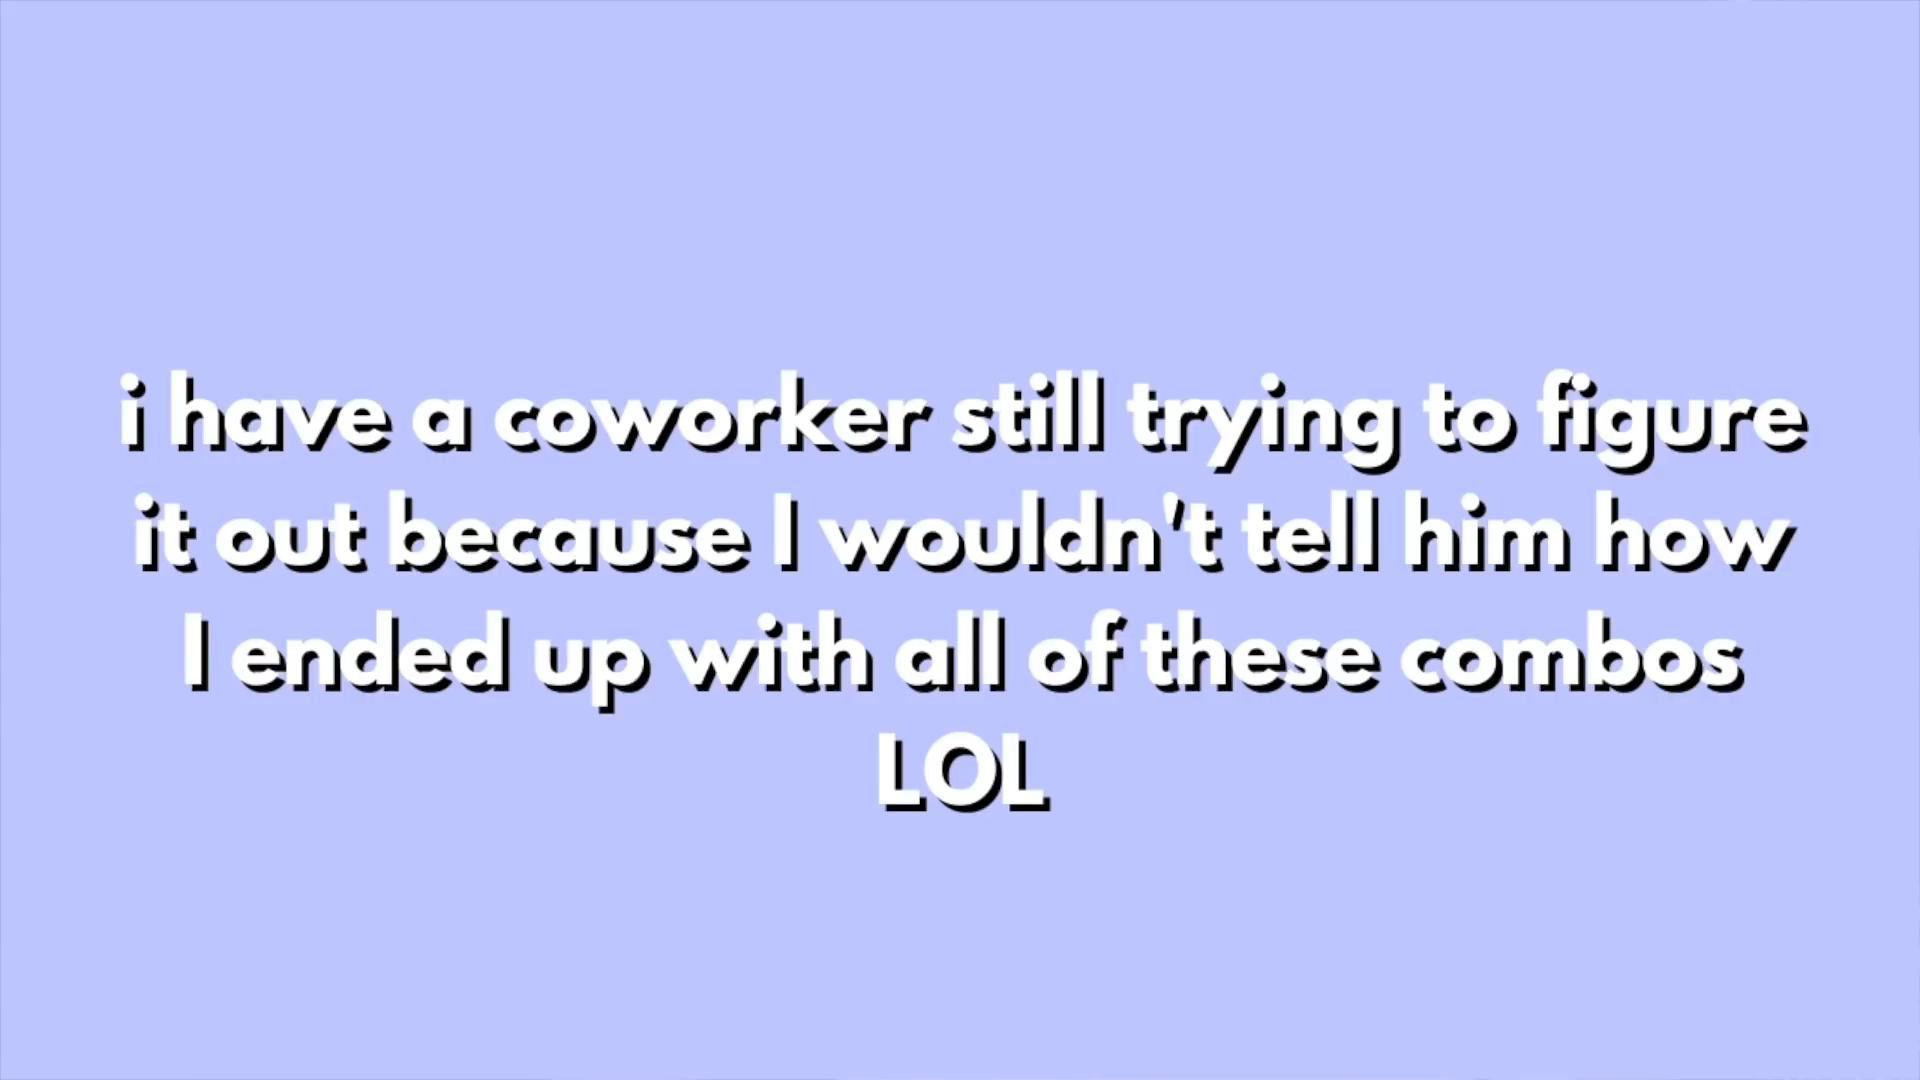 i have a coworker still trying to figure
it out because I wouldn't tell him how
I ended up with all of these combos
LOL